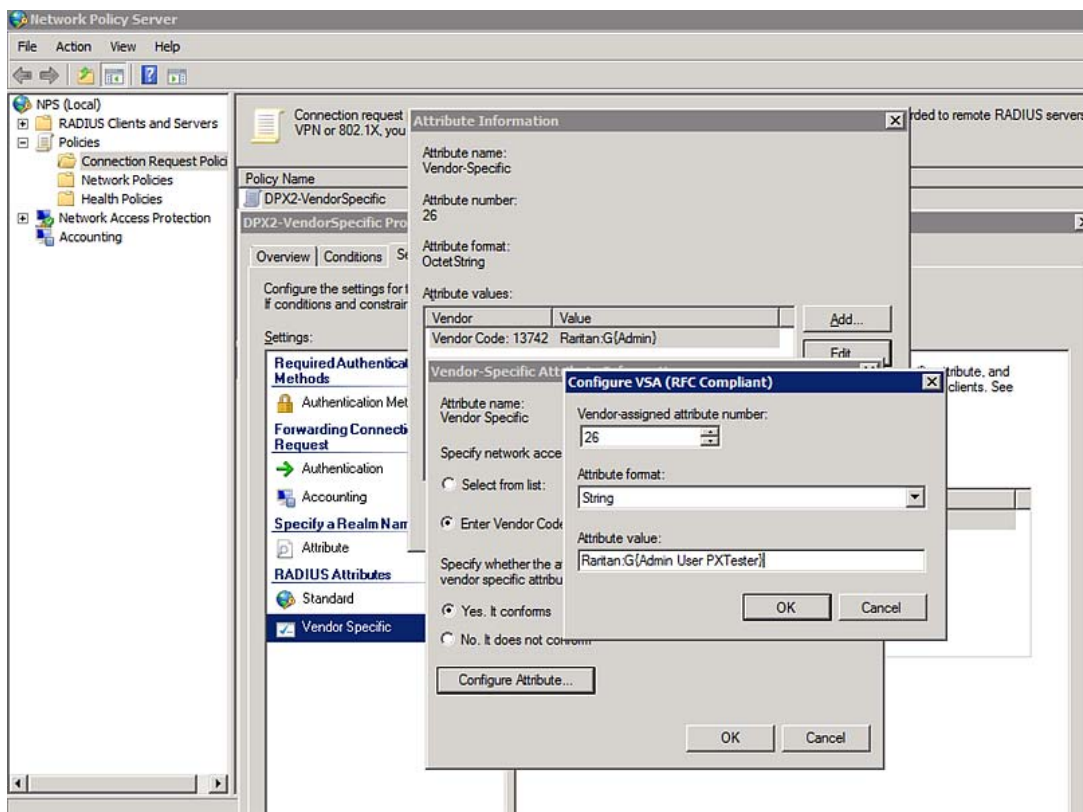 Network Policy Server
File Action View Help
NPS (Local)
RADIUS Clients and Servers
Policies
Connection Request Polici
Network Policies
Health Policies
Network Access Protection
Accounting
Connection request
VPN or 802.1X, you
rded to remote RADIUS servers
Policy Name
DPX2-VendorSpecific
DPX2-VendorSpecific Pro
Overview Conditions Se
Configure the settings for
If conditions and constrain
Settings:
Required Authenticat
Methods
Authentication Met
Forwarding Connecti
Request
Authentication
Accounting
Specify a Realm Nam
Attribute
RADIUS Attributes
Standard
Vendor Specific
Attribute Information
Attribute name:
Vendor-Specific
Attribute number:
26
Attribute format:
OctetString
Attribute values:
Vendor Value
Vendor Code: 13742 Raritan:G{Admin}
Add...
Edit
tribute, and
clients. See
Vendor-Specific Att
Attribute name:
Vendor Specific
Specify network acce
Select from list:
Enter Vendor Code
Specify whether the a
vendor specific attribu
Yes. It conforms
No. It does not conform
Configure Attribute...
OK Cancel
Configure VSA (RFC Compliant)
Vendor-assigned attribute number:
26
Attribute format:
String
Attribute value:
Raritan:G{Admin User PXTester}
OK Cancel